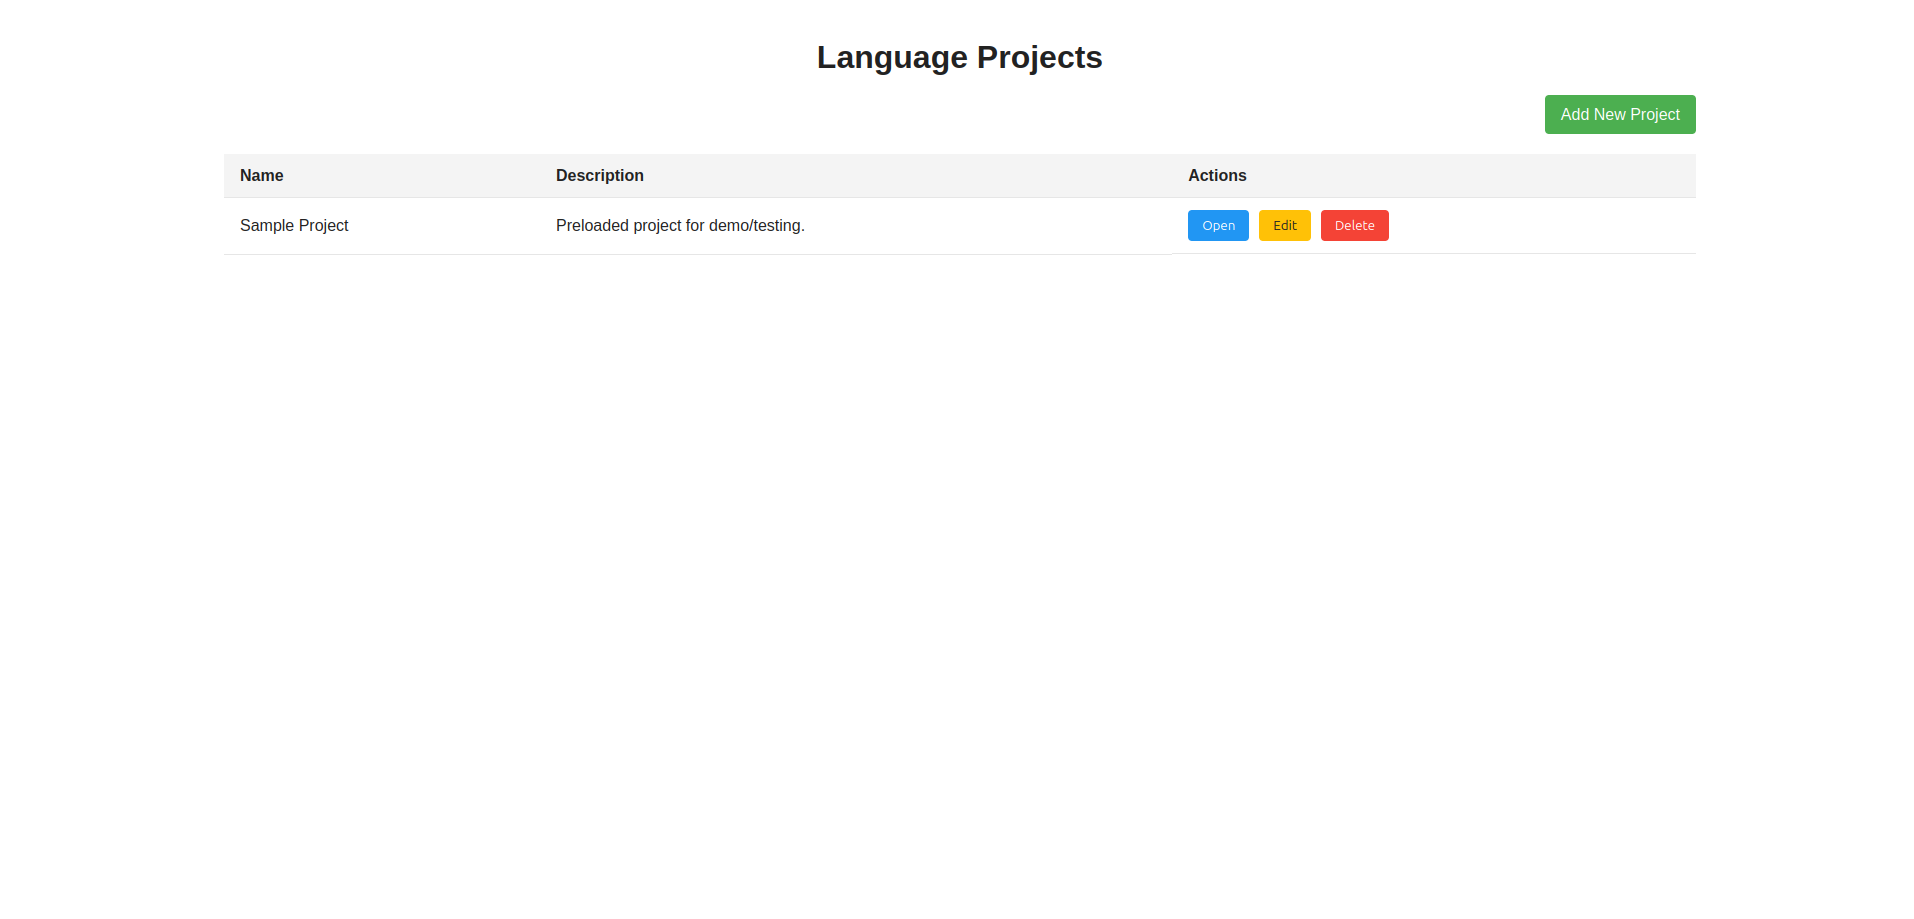 Language Projects
Add New Project
Name Description Actions
Sample Project Preloaded project for demo/testing. Open Edit Delete